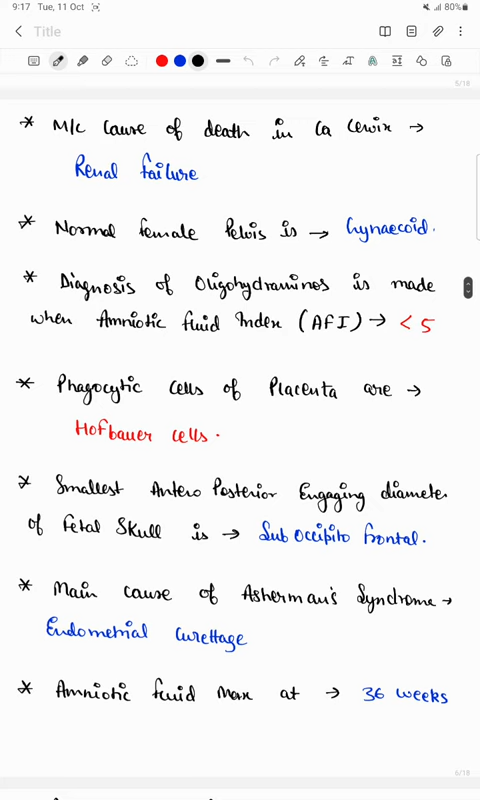 9:17 Tue, 11 Oct 80%
Title
5/18
* M/c cause of death in Ca Cervix →
Renal failure
* Normal female Pelvis is → Gynaecoid.
* Diagnosis of Oligohydraminos is made
when Amniotic fluid Index (AFI) → < 5
* Phagocytic cells of Placenta are →
Hofbauer cells.
* Smallest Antero Posterior Engaging diameter
of Fetal Skull is → Sub Occipito frontal.
* Main cause of Asherman's Syndrome →
Endometrial Curettage
* Amniotic fluid Max at → 36 weeks
6/18